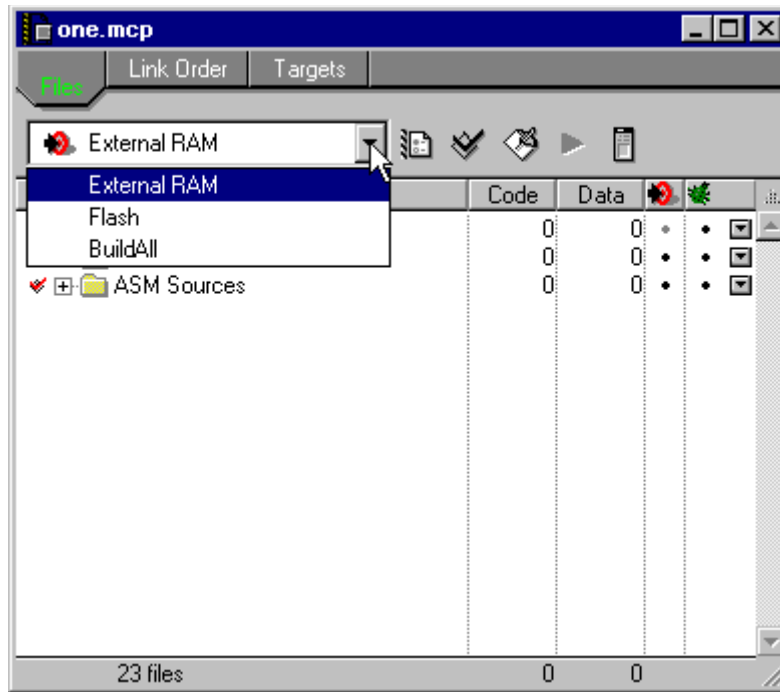 one.mcp
Files Link Order Targets
External RAM
External RAM
Flash
BuildAll
Code Data
0 0
0 0
ASM Sources 0 0
23 files 0 0